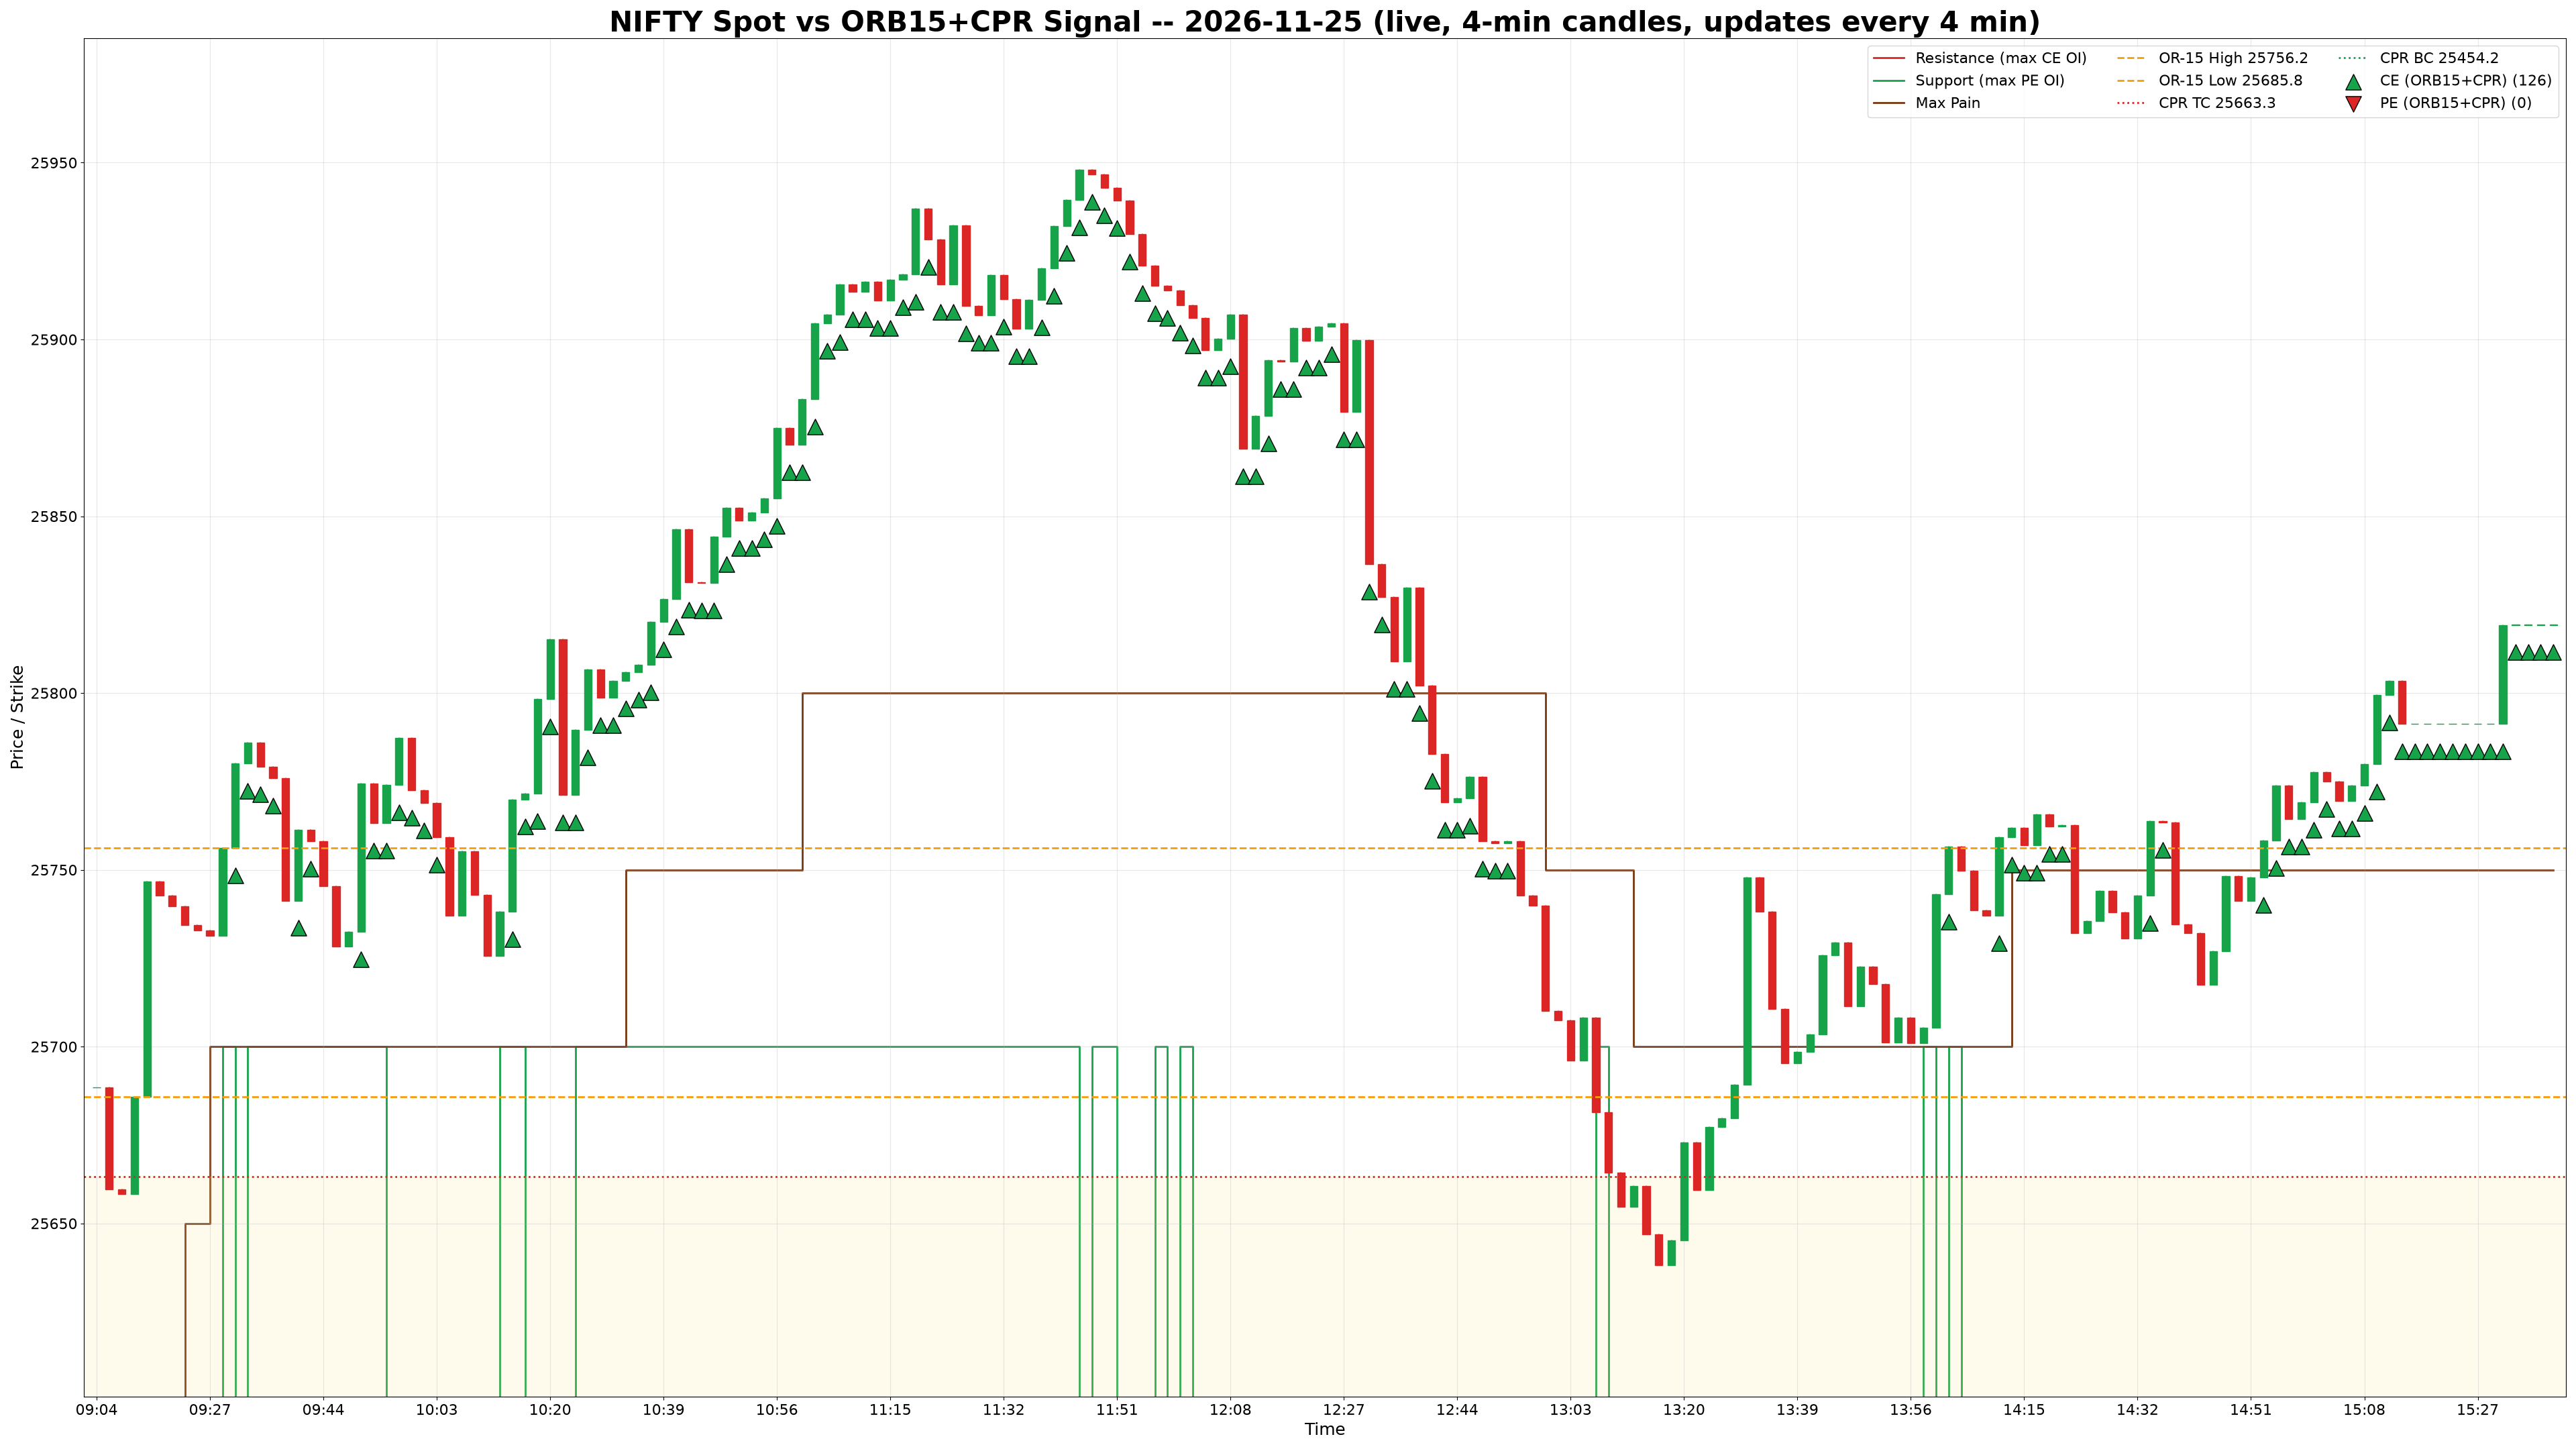 NIFTY Spot vs ORB15+CPR Signal -- 2026-11-25 (live, 4-min candles, updates every 4 min)
Resistance (max CE OI)
Support (max PE OI)
Max Pain
OR-15 High 25756.2
OR-15 Low 25685.8
CPR TC 25663.3
CPR BC 25454.2
CE (ORB15+CPR) (126)
PE (ORB15+CPR) (0)
Price / Strike
25950
25900
25850
25800
25750
25700
25650
09:04 09:27 09:44 10:03 10:20 10:39 10:56 11:15 11:32 11:51 12:08 12:27 12:44 13:03 13:20 13:39 13:56 14:15 14:32 14:51 15:08 15:27
Time